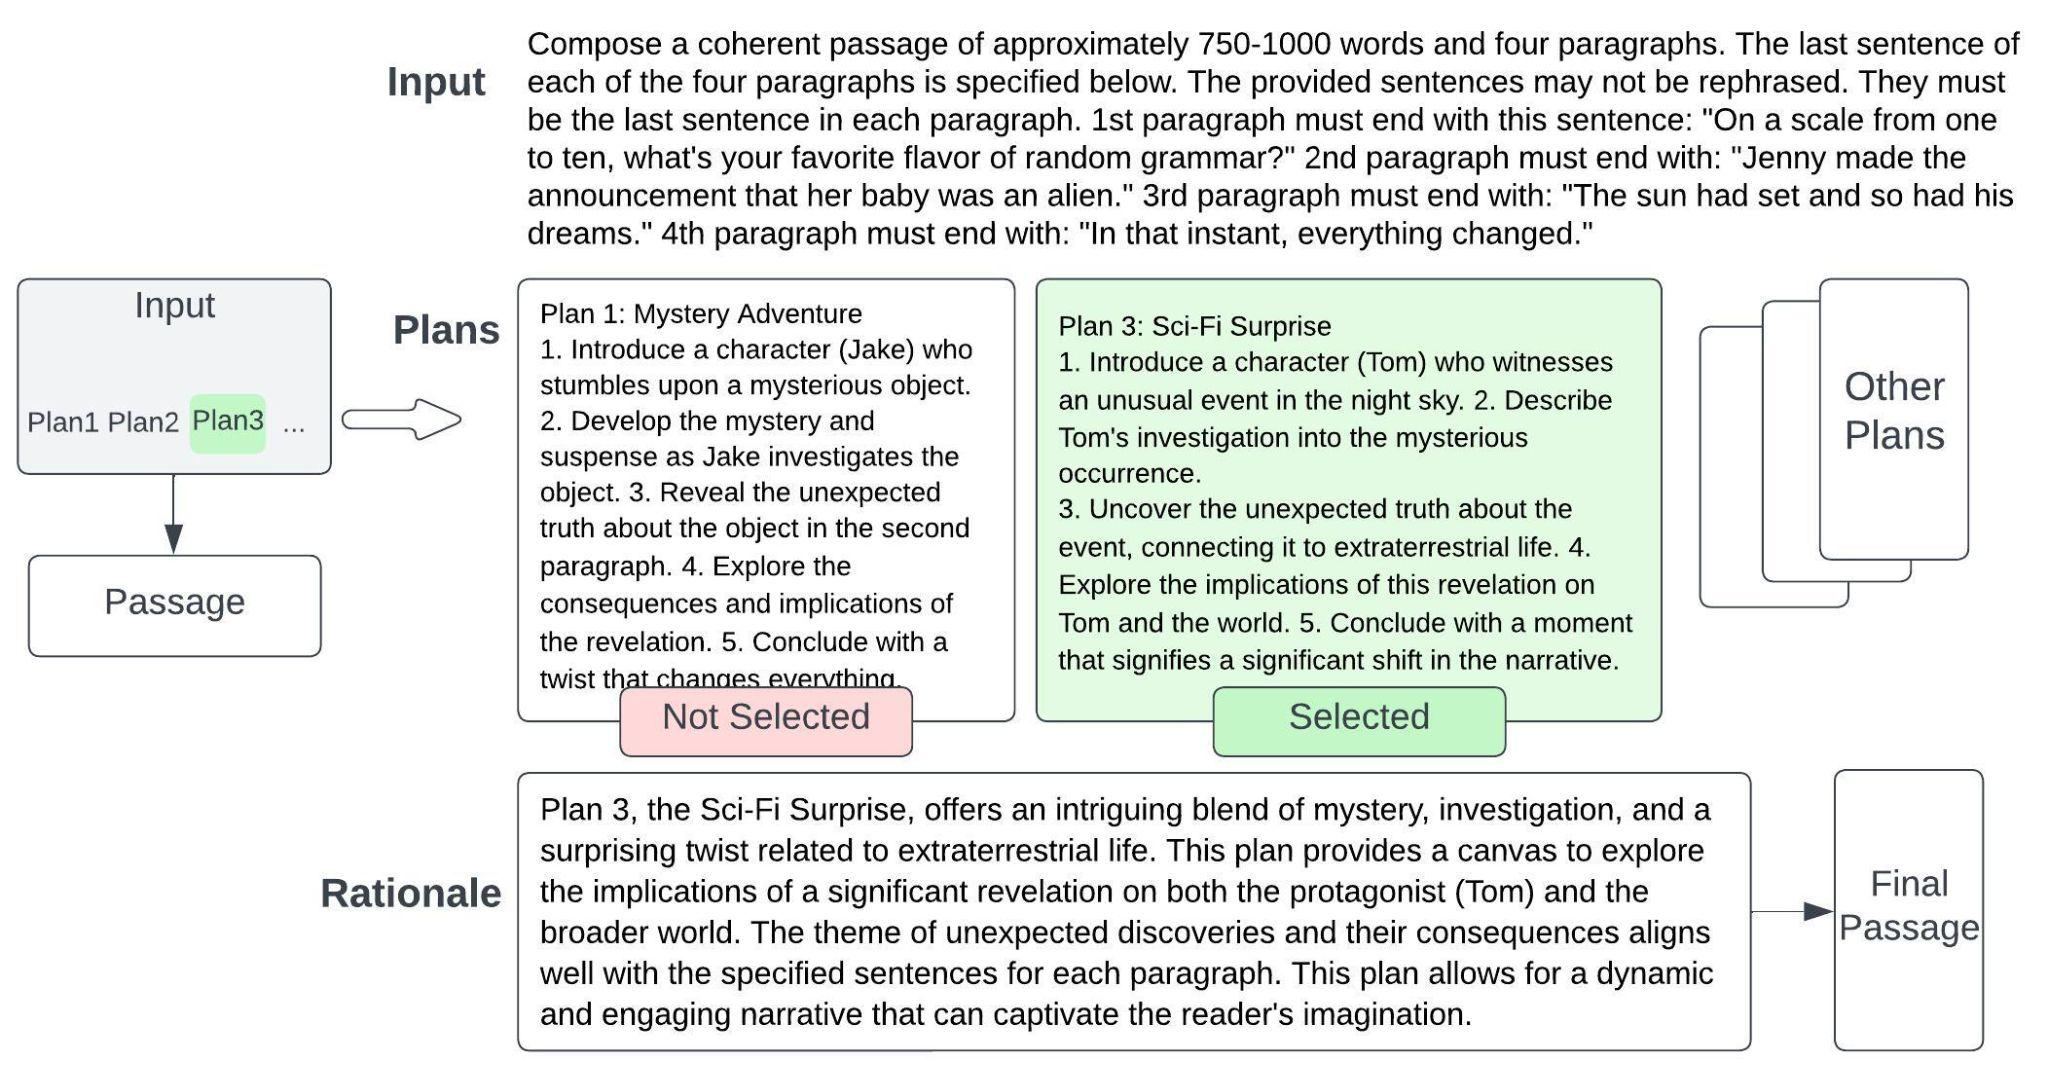 Input
Compose a coherent passage of approximately 750-1000 words and four paragraphs. The last sentence of
each of the four paragraphs is specified below. The provided sentences may not be rephrased. They must
be the last sentence in each paragraph. 1st paragraph must end with this sentence: "On a scale from one
to ten, what's your favorite flavor of random grammar?" 2nd paragraph must end with: "Jenny made the
announcement that her baby was an alien." 3rd paragraph must end with: "The sun had set and so had his
dreams." 4th paragraph must end with: "In that instant, everything changed."
Input
Plan1 Plan2 Plan3 ...
Passage
Plans
Plan 1: Mystery Adventure
1. Introduce a character (Jake) who
stumbles upon a mysterious object.
2. Develop the mystery and
suspense as Jake investigates the
object. 3. Reveal the unexpected
truth about the object in the second
paragraph. 4. Explore the
consequences and implications of
the revelation. 5. Conclude with a
twist that changes everything.
Not Selected
Plan 3: Sci-Fi Surprise
1. Introduce a character (Tom) who witnesses
an unusual event in the night sky. 2. Describe
Tom's investigation into the mysterious
occurrence.
3. Uncover the unexpected truth about the
event, connecting it to extraterrestrial life. 4.
Explore the implications of this revelation on
Tom and the world. 5. Conclude with a moment
that signifies a significant shift in the narrative.
Selected
Other
Plans
Rationale
Plan 3, the Sci-Fi Surprise, offers an intriguing blend of mystery, investigation, and a
surprising twist related to extraterrestrial life. This plan provides a canvas to explore
the implications of a significant revelation on both the protagonist (Tom) and the
broader world. The theme of unexpected discoveries and their consequences aligns
well with the specified sentences for each paragraph. This plan allows for a dynamic
and engaging narrative that can captivate the reader's imagination.
Final
Passage